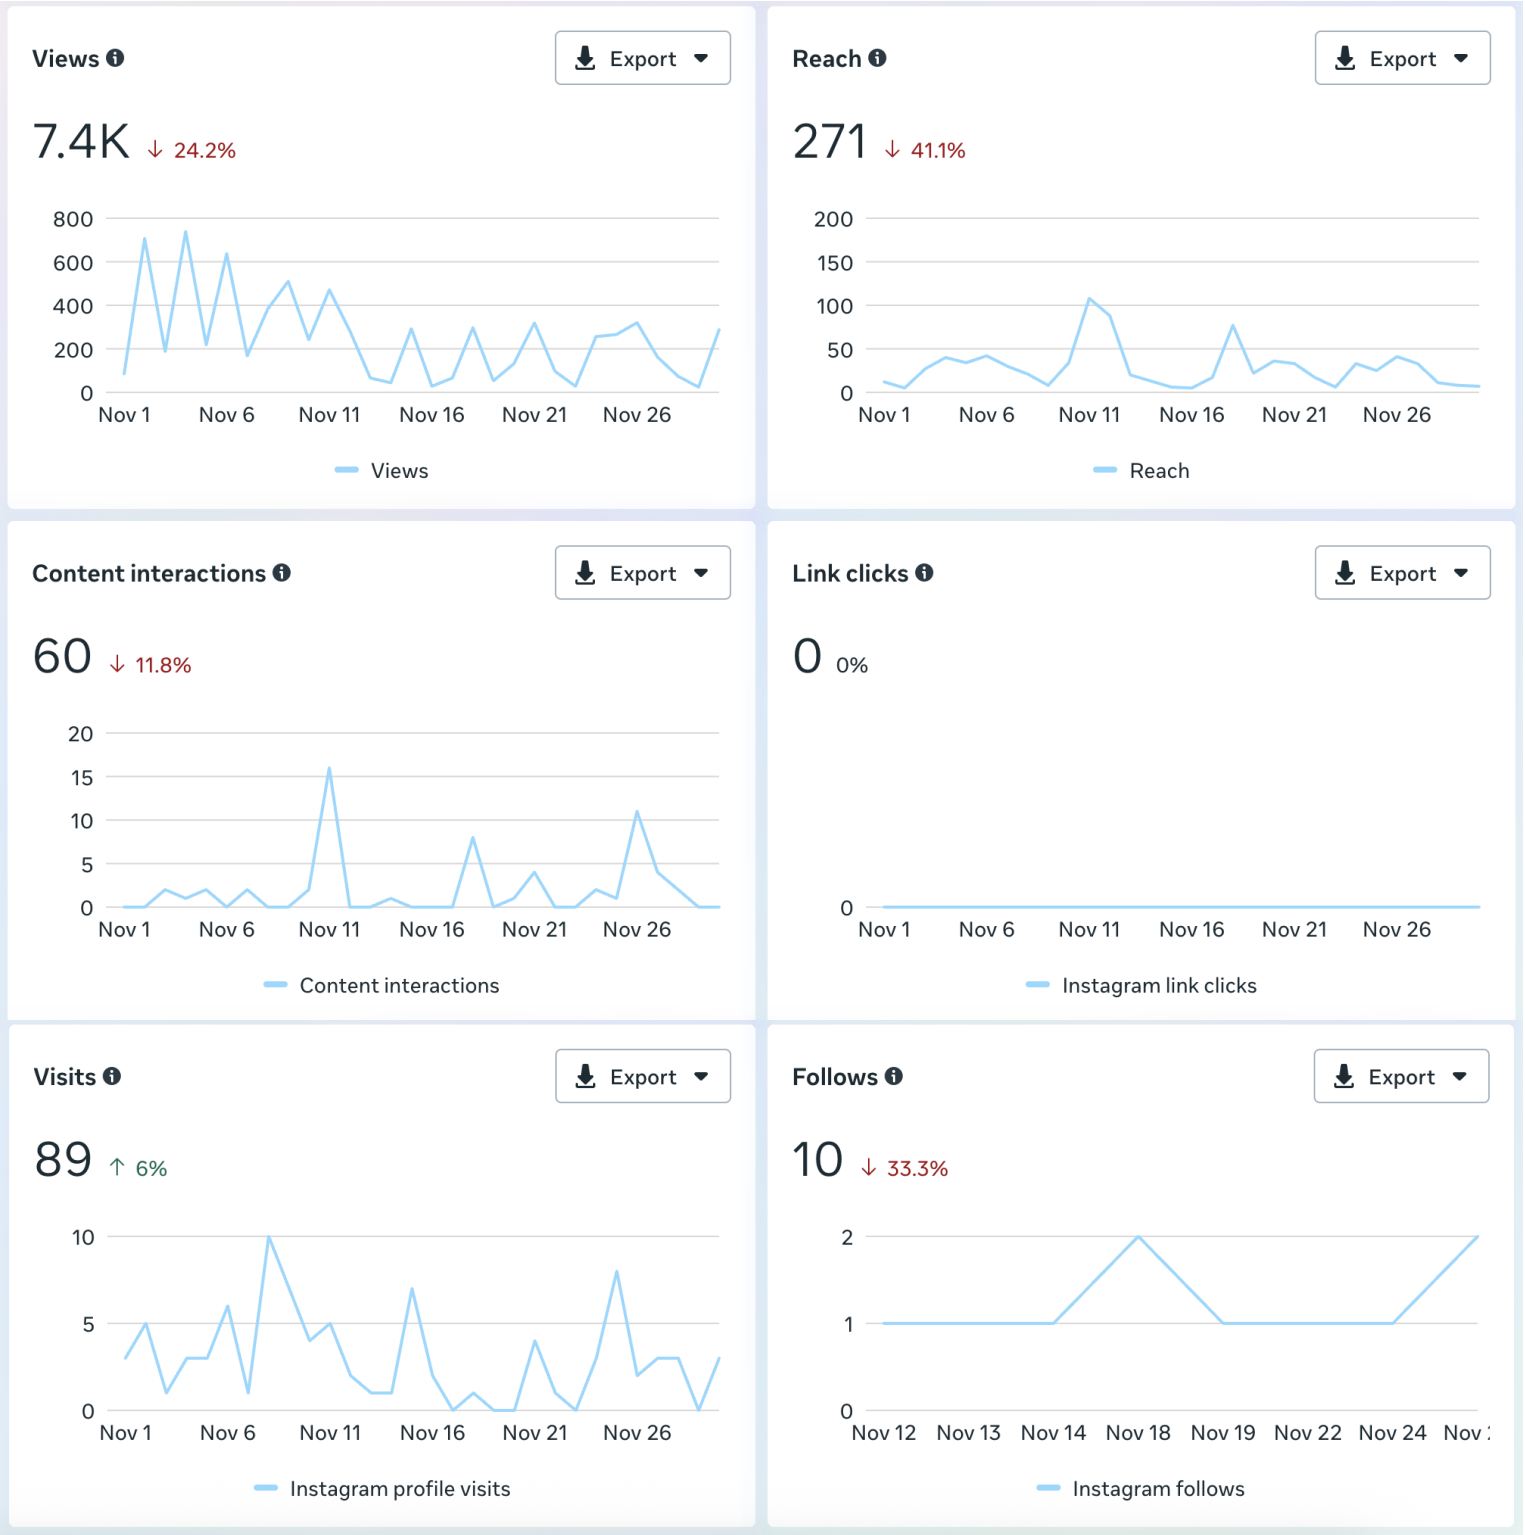 Views
Export
7.4K ↓ 24.2%
800
600
400
200
0
Nov 1 Nov 6 Nov 11 Nov 16 Nov 21 Nov 26
Views
Reach
Export
271 ↓ 41.1%
200
150
100
50
0
Nov 1 Nov 6 Nov 11 Nov 16 Nov 21 Nov 26
Reach
Content interactions
Export
60 ↓ 11.8%
20
15
10
5
0
Nov 1 Nov 6 Nov 11 Nov 16 Nov 21 Nov 26
Content interactions
Link clicks
Export
0 0%
0
Nov 1 Nov 6 Nov 11 Nov 16 Nov 21 Nov 26
Instagram link clicks
Visits
Export
89 ↑ 6%
10
5
0
Nov 1 Nov 6 Nov 11 Nov 16 Nov 21 Nov 26
Instagram profile visits
Follows
Export
10 ↓ 33.3%
2
1
0
Nov 12 Nov 13 Nov 14 Nov 18 Nov 19 Nov 22 Nov 24 Nov
Instagram follows